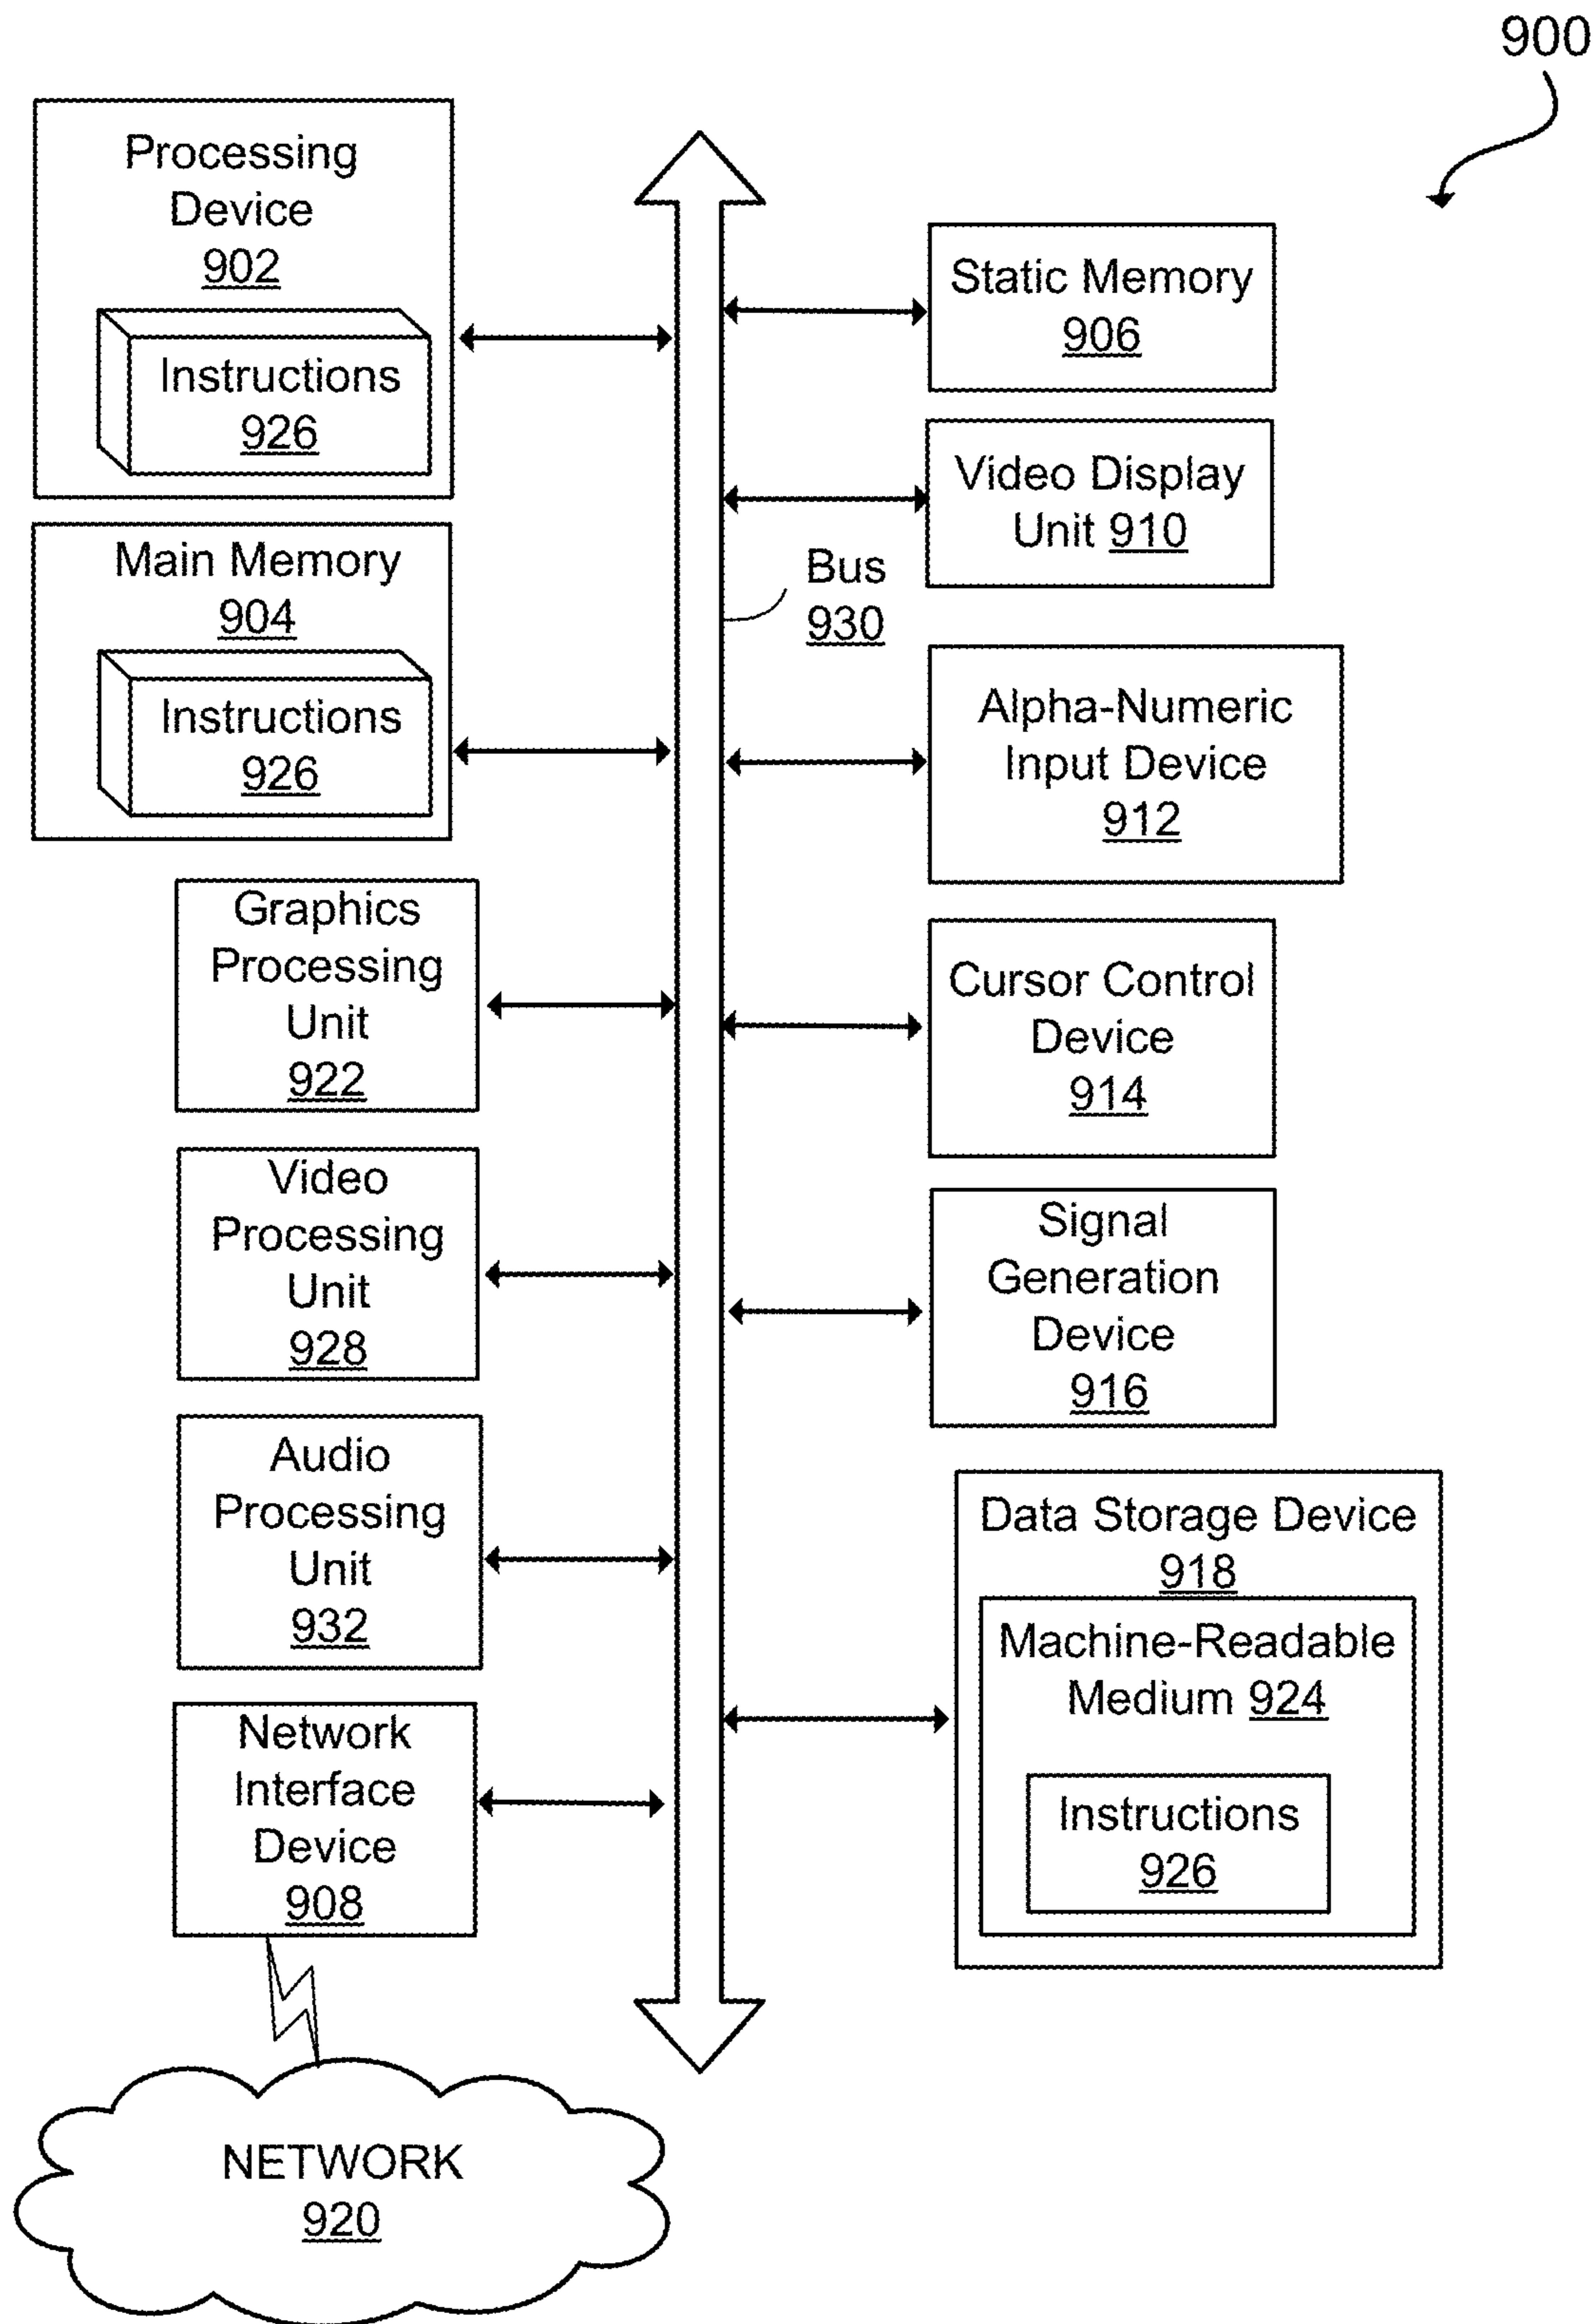 900
Processing
Device
902
Instructions
926
Main Memory
904
Instructions
926
Graphics
Processing
Unit
922
Video
Processing
Unit
928
Audio
Processing
Unit
932
Network
Interface
Device
908
NETWORK
920
Bus
930
Static Memory
906
Video Display
Unit 910
Alpha-Numeric
Input Device
912
Cursor Control
Device
914
Signal
Generation
Device
916
Data Storage Device
918
Machine-Readable
Medium 924
Instructions
926